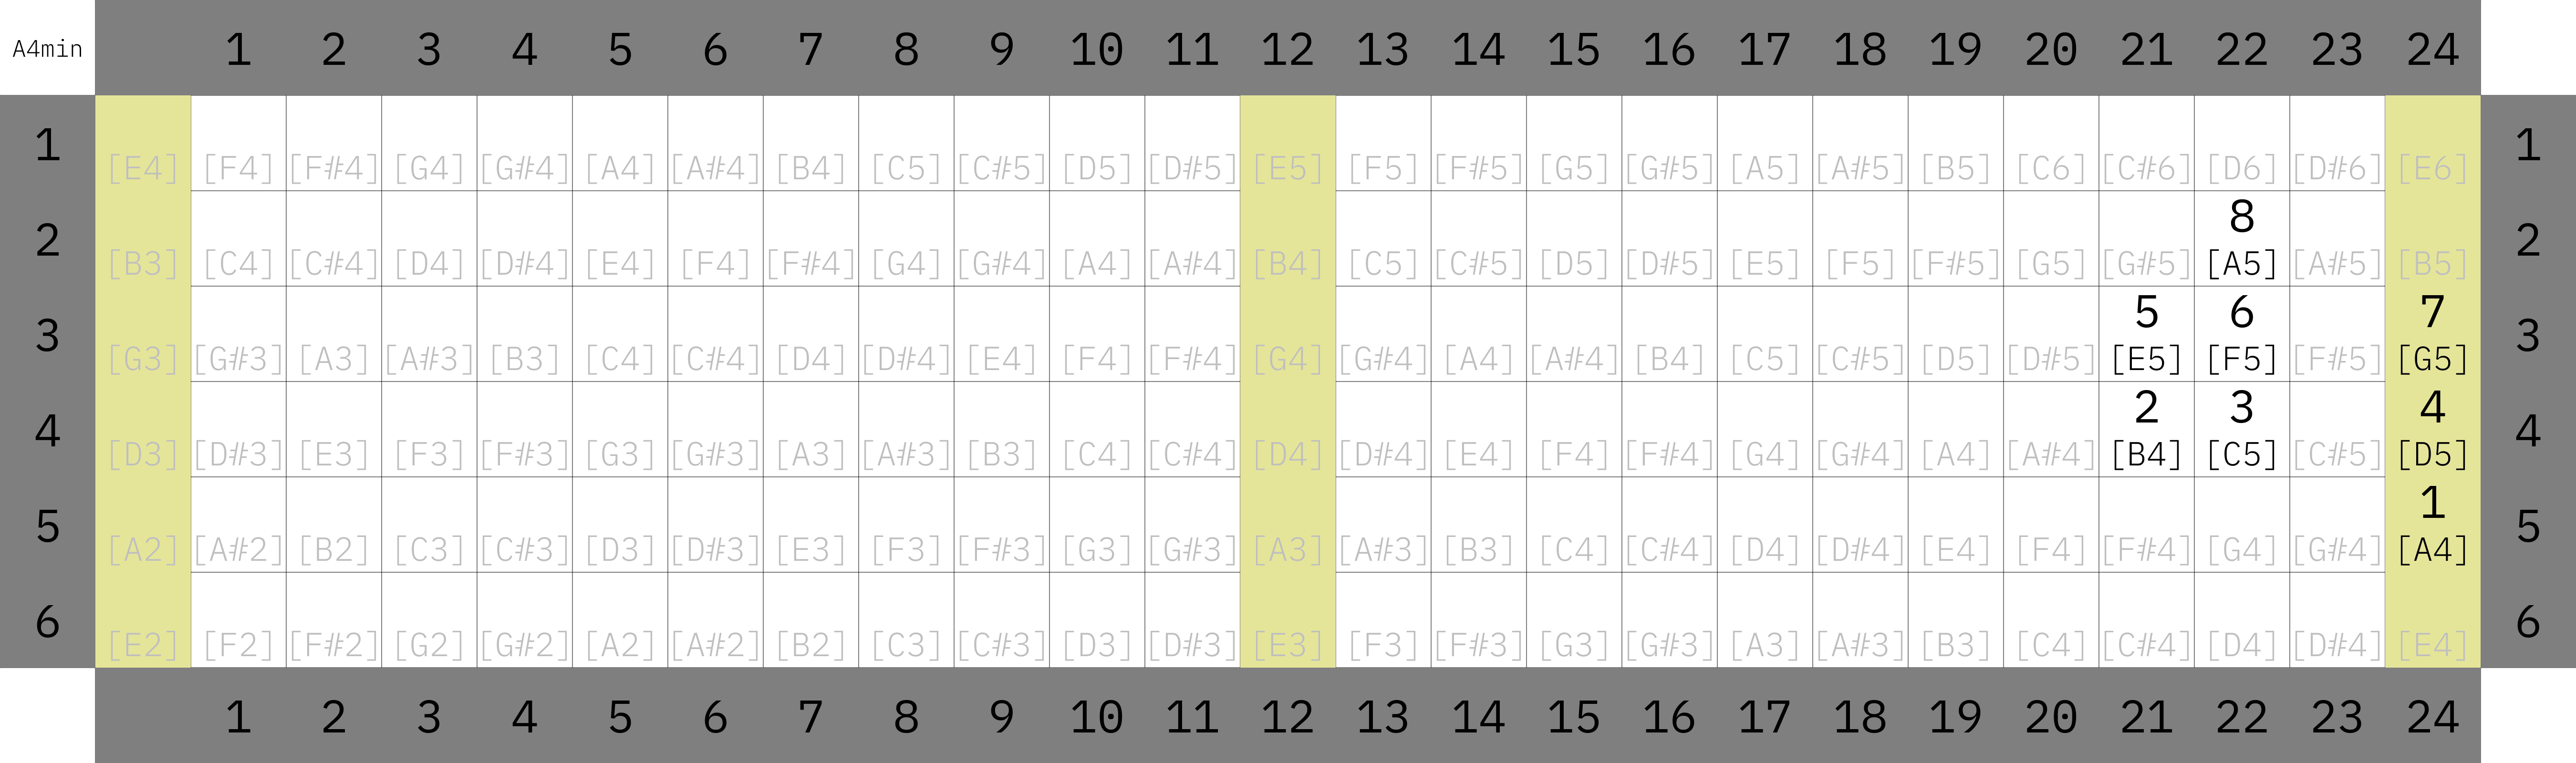 A4min 1 2 3 4 5 6 7 8 9 10 11 12 13 14 15 16 17 18 19 20 21 22 23 24
1 [E4] [F4] [F#4] [G4] [G#4] [A4] [A#4] [B4] [C5] [C#5] [D5] [D#5] [E5] [F5] [F#5] [G5] [G#5] [A5] [A#5] [B5] [C6] [C#6] [D6] [D#6] [E6] 1
8
2 [B3] [C4] [C#4] [D4] [D#4] [E4] [F4] [F#4] [G4] [G#4] [A4] [A#4] [B4] [C5] [C#5] [D5] [D#5] [E5] [F5] [F#5] [G5] [G#5] [A5] [A#5] [B5] 2
5 6 7
3 [G3] [G#3] [A3] [A#3] [B3] [C4] [C#4] [D4] [D#4] [E4] [F4] [F#4] [G4] [G#4] [A4] [A#4] [B4] [C5] [C#5] [D5] [D#5] [E5] [F5] [F#5] [G5] 3
2 3 4
4 [D3] [D#3] [E3] [F3] [F#3] [G3] [G#3] [A3] [A#3] [B3] [C4] [C#4] [D4] [D#4] [E4] [F4] [F#4] [G4] [G#4] [A4] [A#4] [B4] [C5] [C#5] [D5] 4
1
5 [A2] [A#2] [B2] [C3] [C#3] [D3] [D#3] [E3] [F3] [F#3] [G3] [G#3] [A3] [A#3] [B3] [C4] [C#4] [D4] [D#4] [E4] [F4] [F#4] [G4] [G#4] [A4] 5
6 [E2] [F2] [F#2] [G2] [G#2] [A2] [A#2] [B2] [C3] [C#3] [D3] [D#3] [E3] [F3] [F#3] [G3] [G#3] [A3] [A#3] [B3] [C4] [C#4] [D4] [D#4] [E4] 6
1 2 3 4 5 6 7 8 9 10 11 12 13 14 15 16 17 18 19 20 21 22 23 24